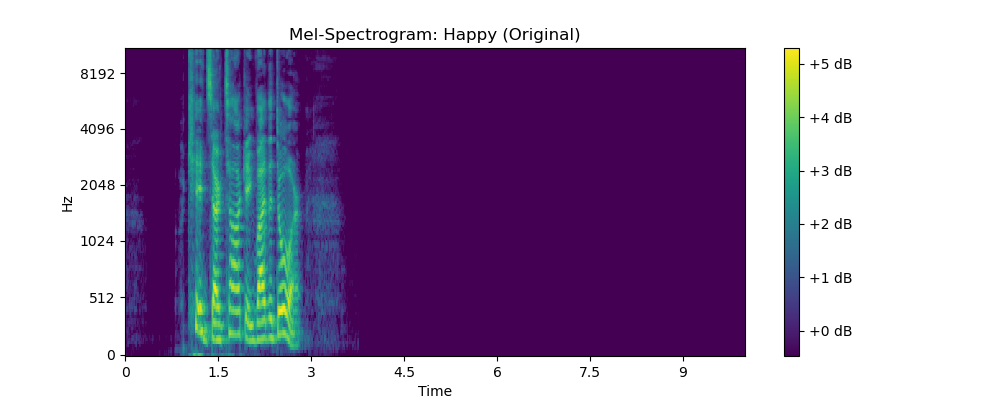 Mel-Spectrogram: Happy (Original)
8192
4096
2048
1024
512
0
Hz
0 1.5 3 4.5 6 7.5 9
Time
+5 dB
+4 dB
+3 dB
+2 dB
+1 dB
+0 dB